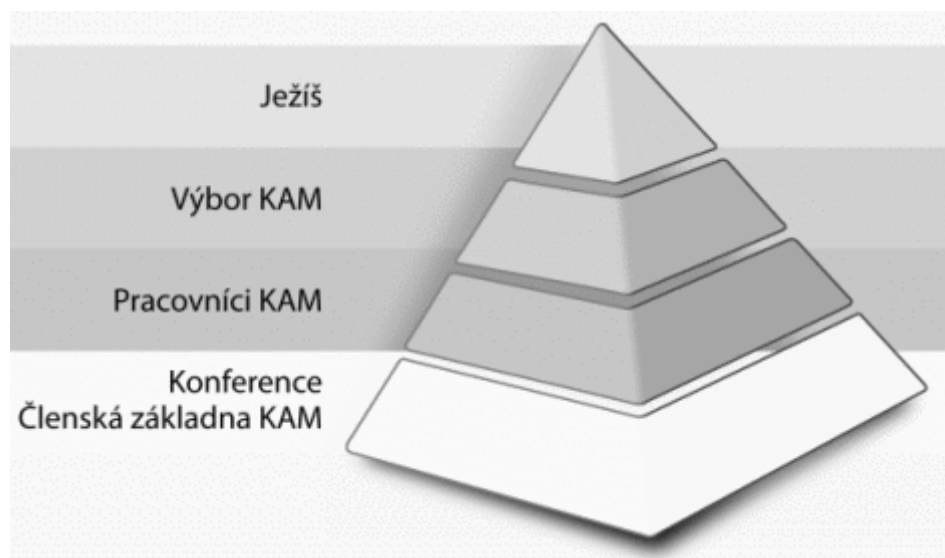 Ježíš
Výbor KAM
Pracovníci KAM
Konference
Členská základna KAM